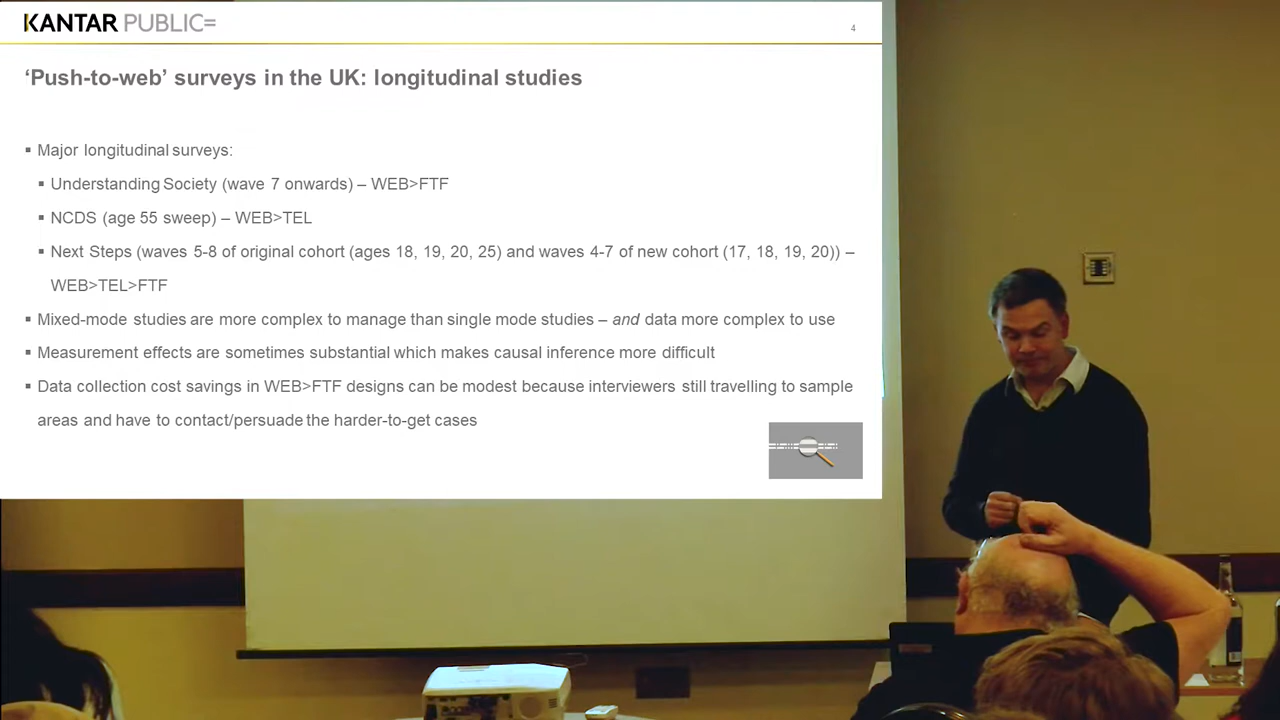 KANTAR PUBLIC=
4
‘Push-to-web’ surveys in the UK: longitudinal studies
▪ Major longitudinal surveys:
▪ Understanding Society (wave 7 onwards) – WEB>FTF
▪ NCDS (age 55 sweep) – WEB>TEL
▪ Next Steps (waves 5-8 of original cohort (ages 18, 19, 20, 25) and waves 4-7 of new cohort (17, 18, 19, 20)) –
WEB>TEL>FTF
▪ Mixed-mode studies are more complex to manage than single mode studies – and data more complex to use
▪ Measurement effects are sometimes substantial which makes causal inference more difficult
▪ Data collection cost savings in WEB>FTF designs can be modest because interviewers still travelling to sample
areas and have to contact/persuade the harder-to-get cases